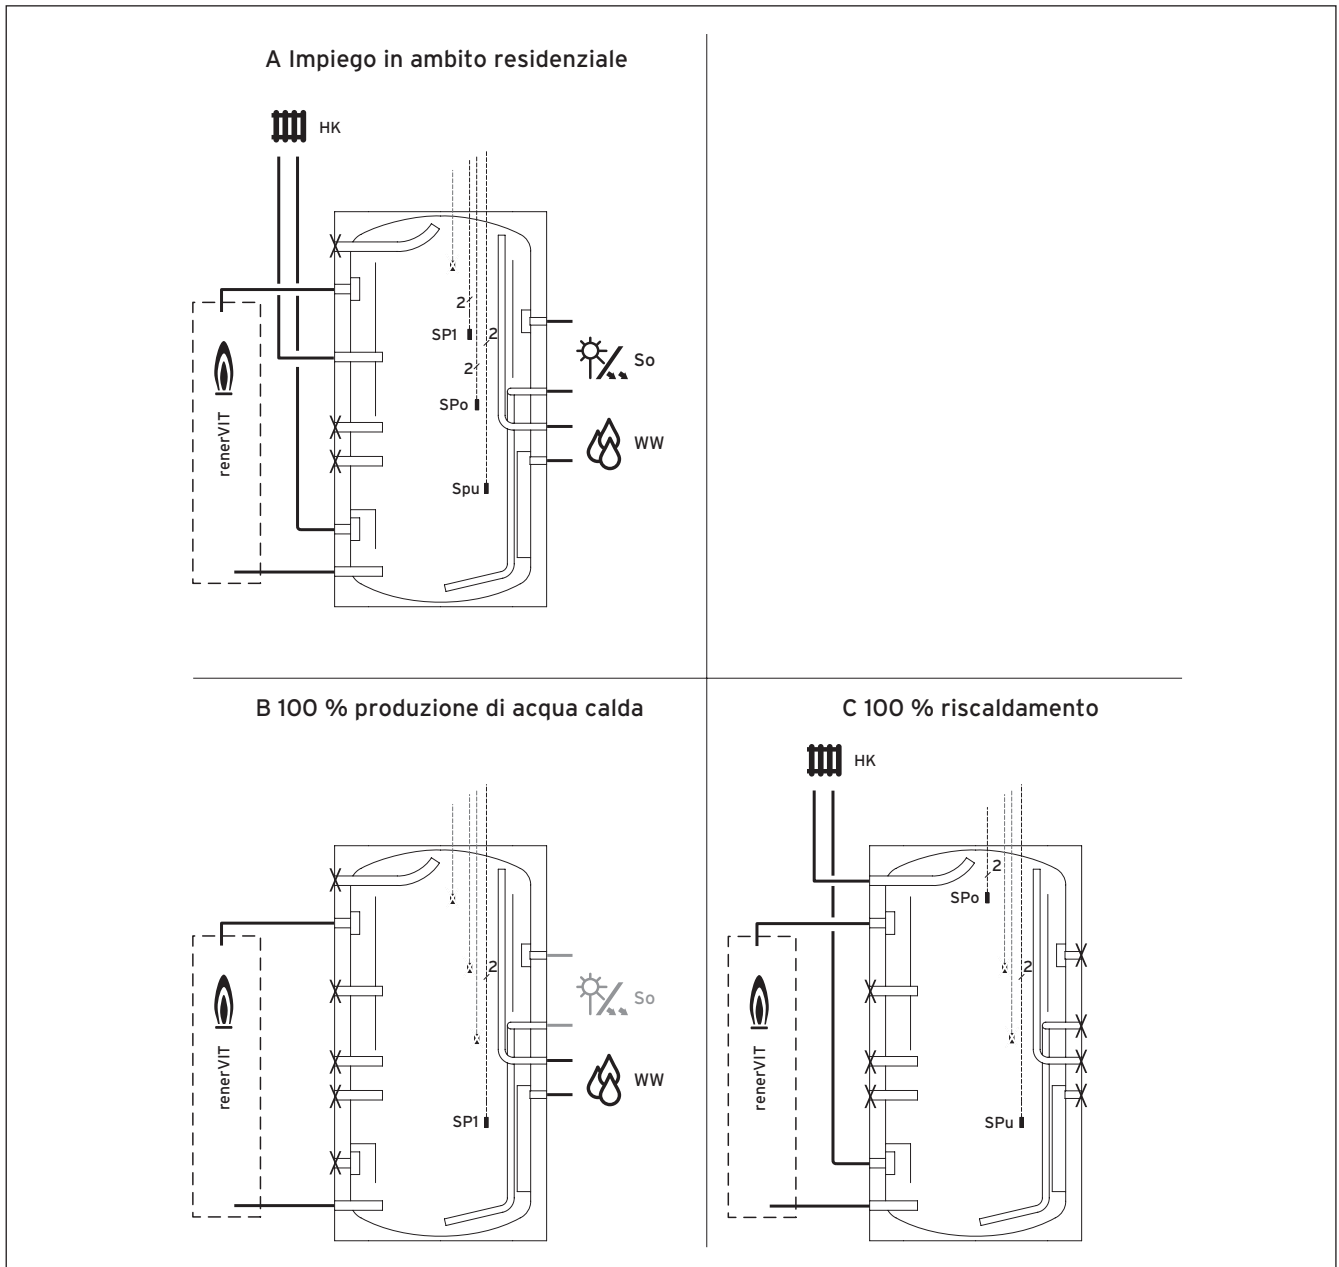 A Impiego in ambito residenziale
HK
2
SP1
2
2
So
SPo
WW
Spu
renerVIT
B 100 % produzione di acqua calda
2
So
WW
SP1
renerVIT
C 100 % riscaldamento
HK
2
SPo
2
SPu
renerVIT